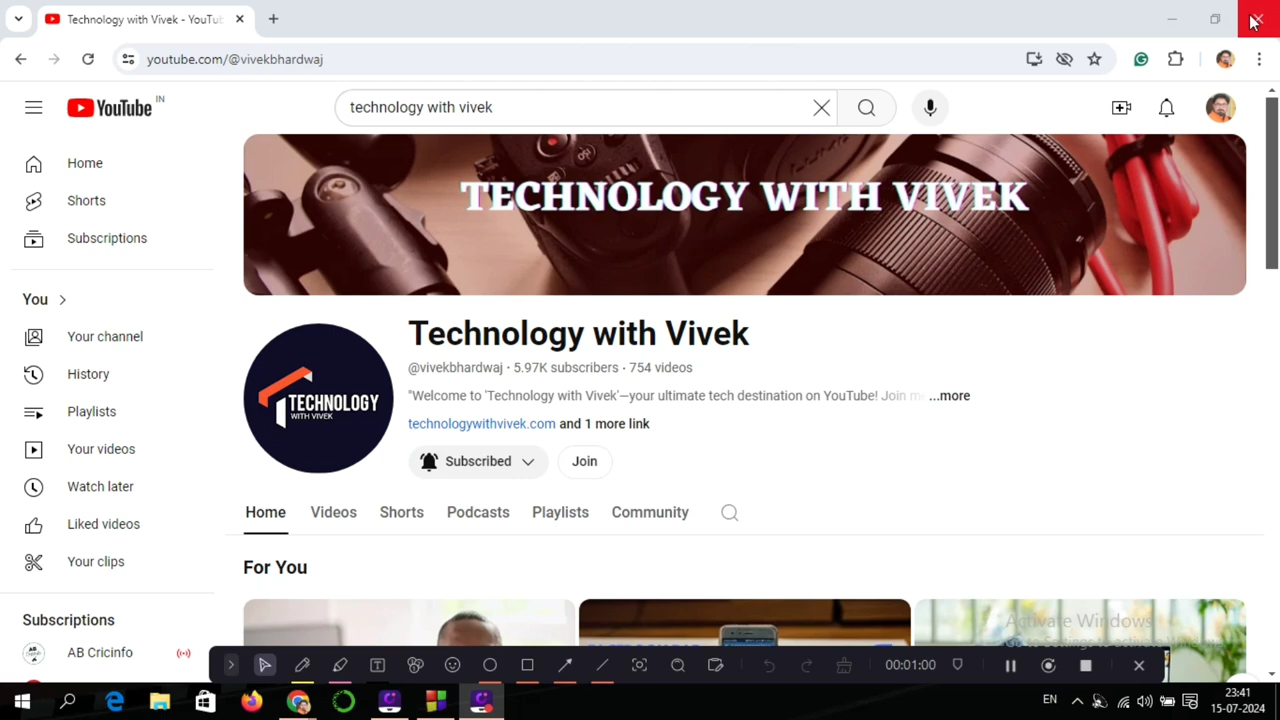 Technology with Vivek - YouTu
youtube.com/@vivekbhardwaj
YouTube IN
technology with vivek
Home
Shorts
Subscriptions
You
Your channel
History
Playlists
Your videos
Watch later
Liked videos
Your clips
Subscriptions
AB Cricinfo
TECHNOLOGY WITH VIVEK
TECHNOLOGY
WITH VIVEK
Technology with Vivek
@vivekbhardwaj · 5.97K subscribers · 754 videos
"Welcome to 'Technology with Vivek'—your ultimate tech destination on YouTube! Join me ...more
technologywithvivek.com and 1 more link
Subscribed
Join
Home Videos Shorts Podcasts Playlists Community
For You
Activate Windows
00:01:00
EN
23:41
15-07-2024